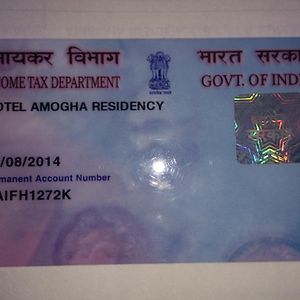 ायकर विभाग भारत सरका
OME TAX DEPARTMENT GOVT. OF INDI
OTEL AMOGHA RESIDENCY
/08/2014
manent Account Number
AIFH1272K